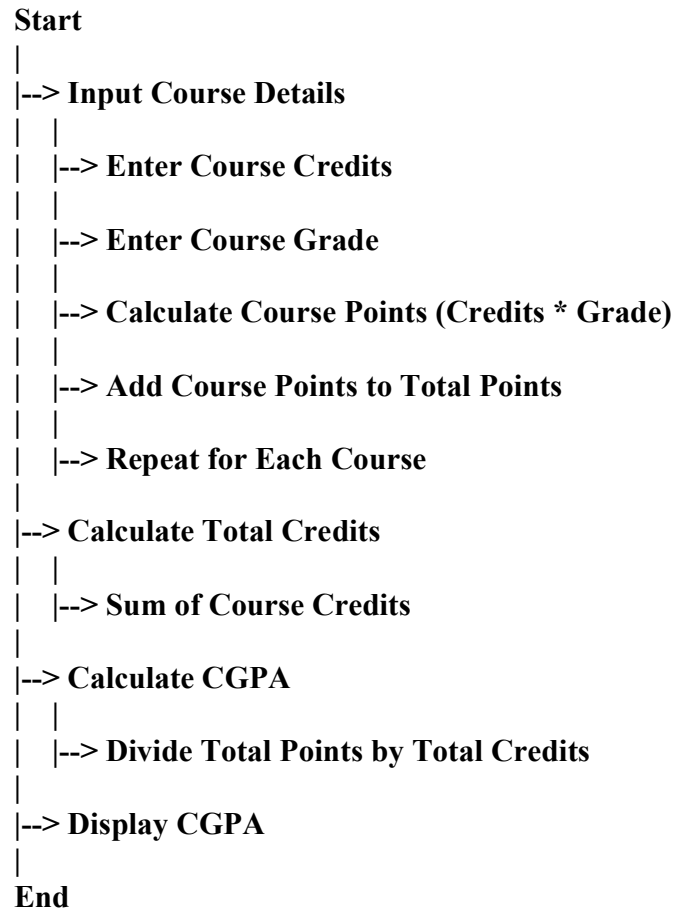 Start
|
|--> Input Course Details
| |
| |--> Enter Course Credits
| |
| |--> Enter Course Grade
| |
| |--> Calculate Course Points (Credits * Grade)
| |
| |--> Add Course Points to Total Points
| |
| |--> Repeat for Each Course
|
|--> Calculate Total Credits
| |
| |--> Sum of Course Credits
|
|--> Calculate CGPA
| |
| |--> Divide Total Points by Total Credits
|
|--> Display CGPA
|
End